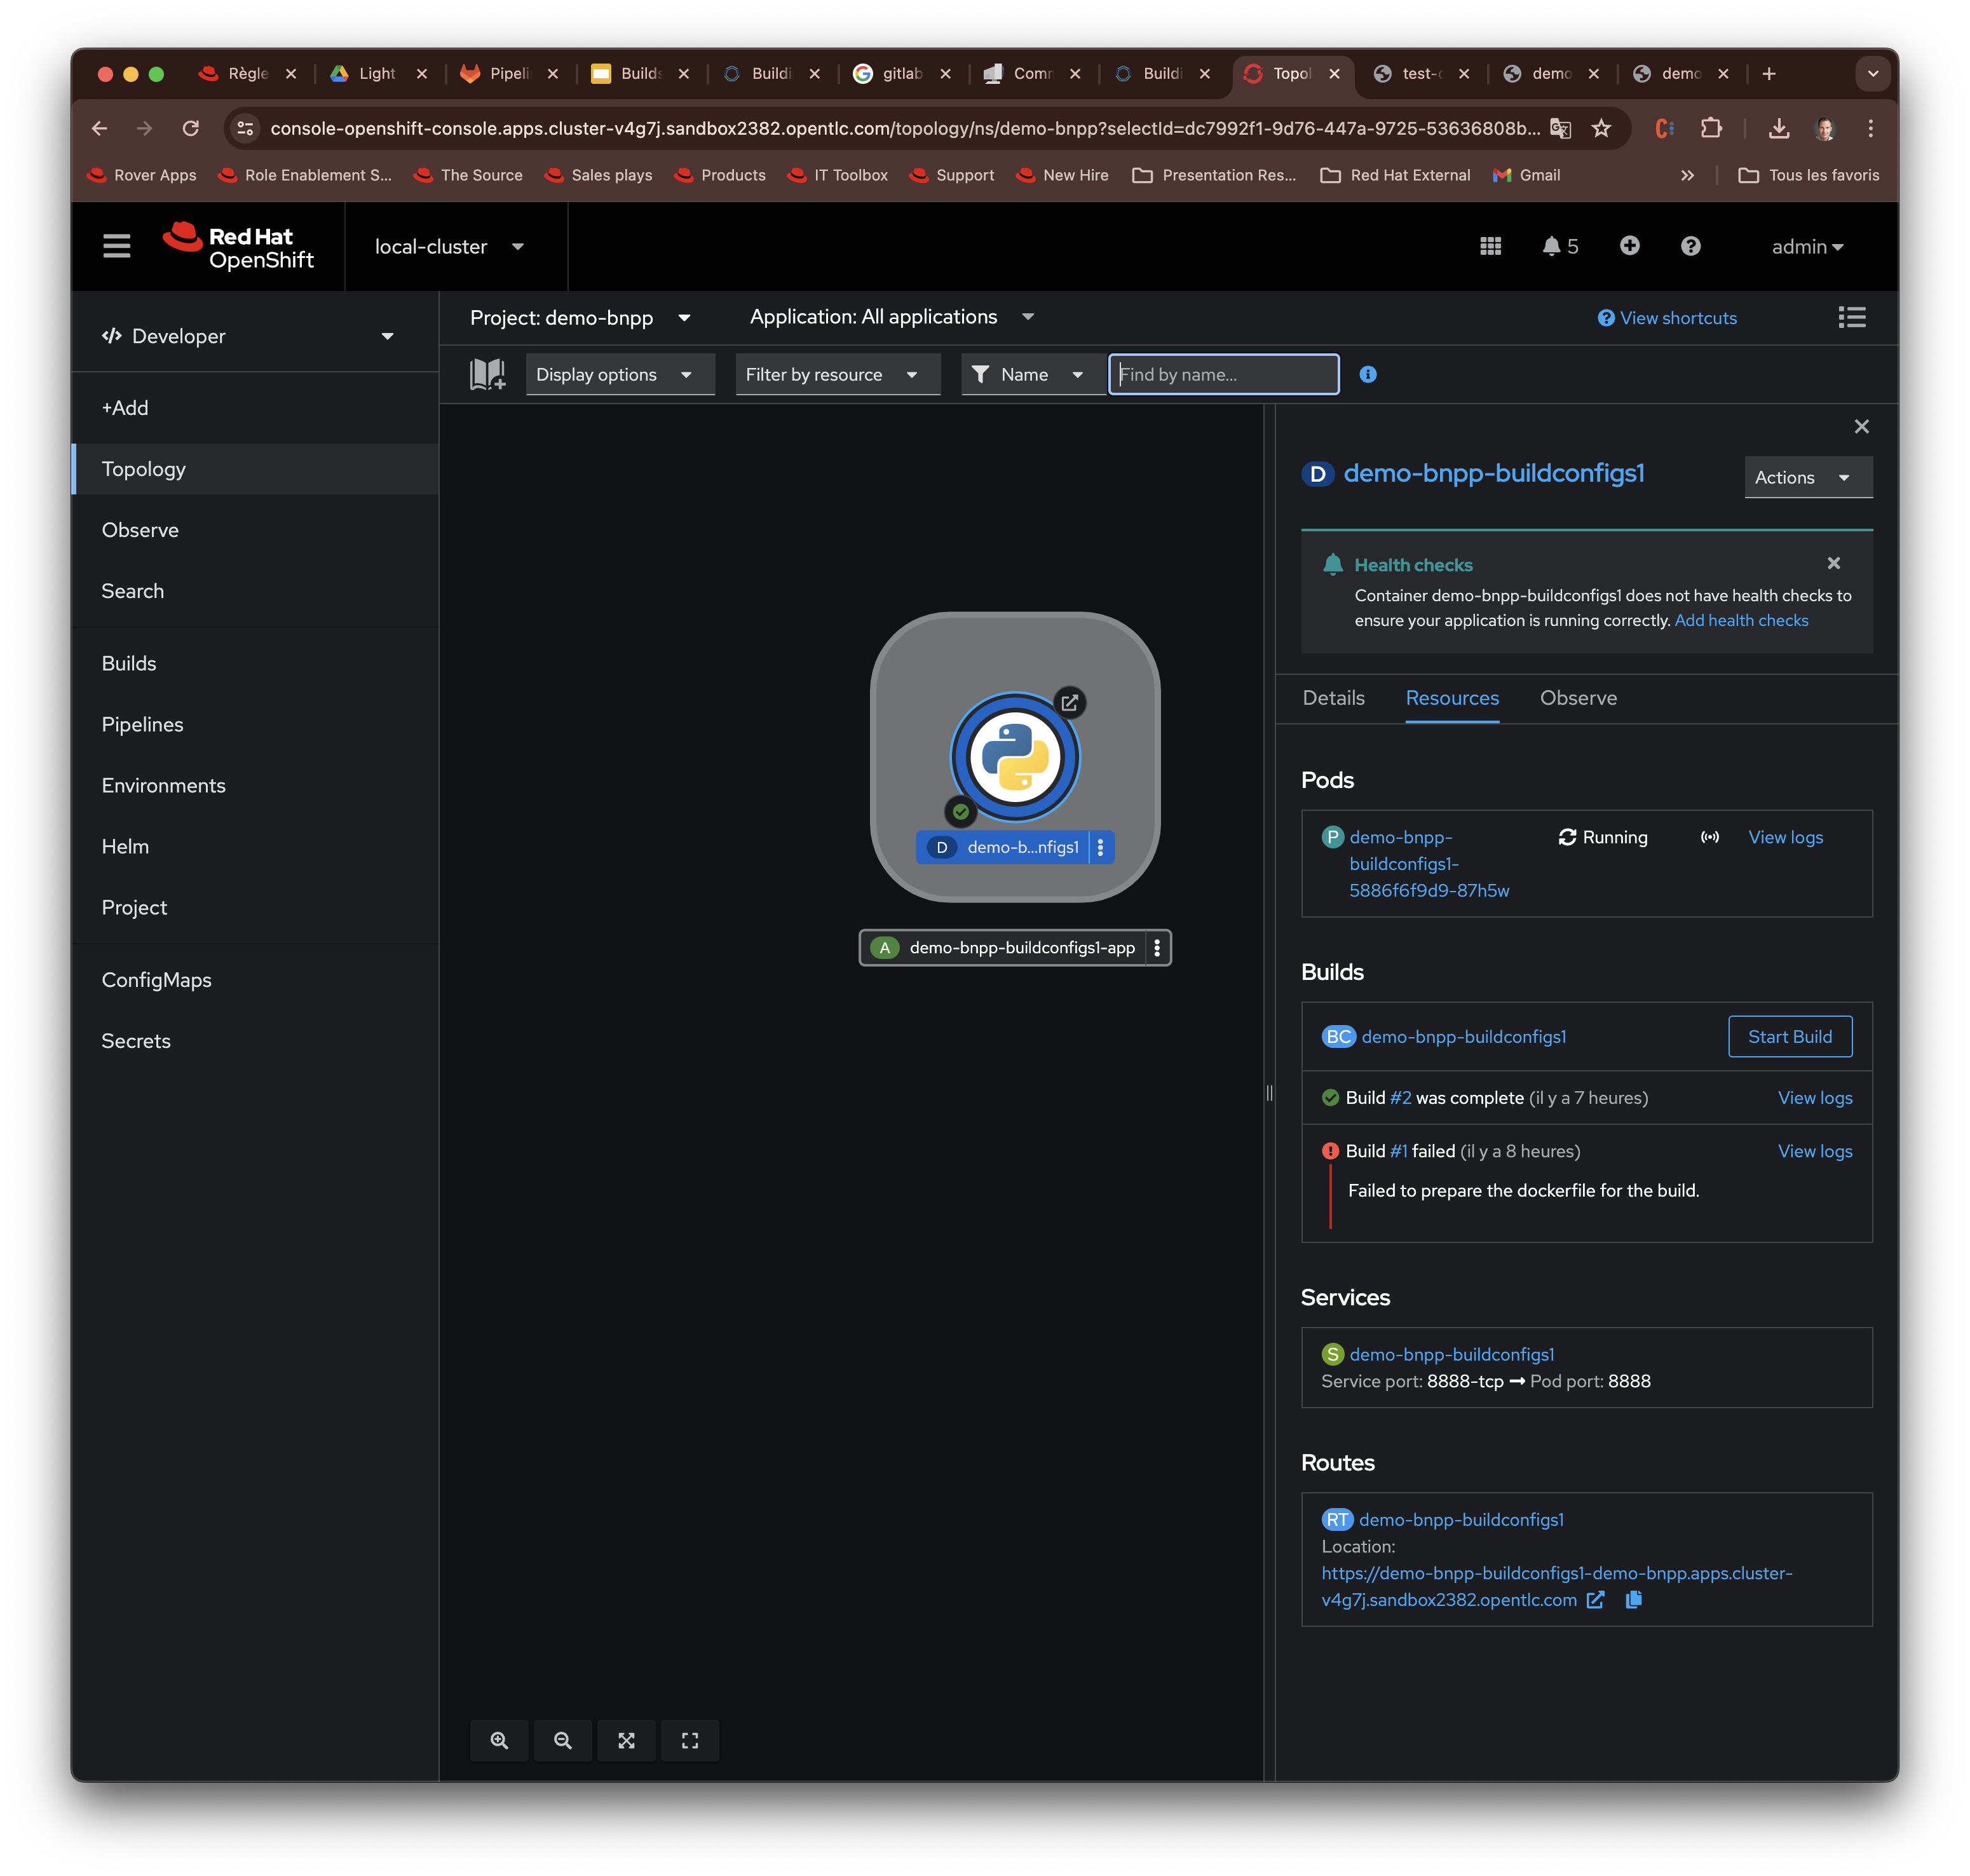 Règle
Light
Pipeli
Builds
Buildi
gitlab
Comm
Buildi
Topol
test-c
demo
demo
console-openshift-console.apps.cluster-v4g7j.sandbox2382.opentlc.com/topology/ns/demo-bnpp?selectId=dc7992f1-9d76-447a-9725-53636808b...
Rover Apps
Role Enablement S...
The Source
Sales plays
Products
IT Toolbox
Support
New Hire
Presentation Res...
Red Hat External
Gmail
Tous les favoris
Red Hat
OpenShift
local-cluster
5
admin
Developer
+Add
Topology
Observe
Search
Builds
Pipelines
Environments
Helm
Project
ConfigMaps
Secrets
Project: demo-bnpp
Application: All applications
View shortcuts
Display options
Filter by resource
Name
Find by name...
D demo-b...nfigs1
A demo-bnpp-buildconfigs1-app
D demo-bnpp-buildconfigs1
Actions
Health checks
Container demo-bnpp-buildconfigs1 does not have health checks to
ensure your application is running correctly. Add health checks
Details
Resources
Observe
Pods
P demo-bnpp-
buildconfigs1-
5886f6f9d9-87h5w
Running
View logs
Builds
BC demo-bnpp-buildconfigs1
Start Build
Build #2 was complete (il y a 7 heures)
View logs
Build #1 failed (il y a 8 heures)
View logs
Failed to prepare the dockerfile for the build.
Services
S demo-bnpp-buildconfigs1
Service port: 8888-tcp → Pod port: 8888
Routes
RT demo-bnpp-buildconfigs1
Location:
https://demo-bnpp-buildconfigs1-demo-bnpp.apps.cluster-
v4g7j.sandbox2382.opentlc.com